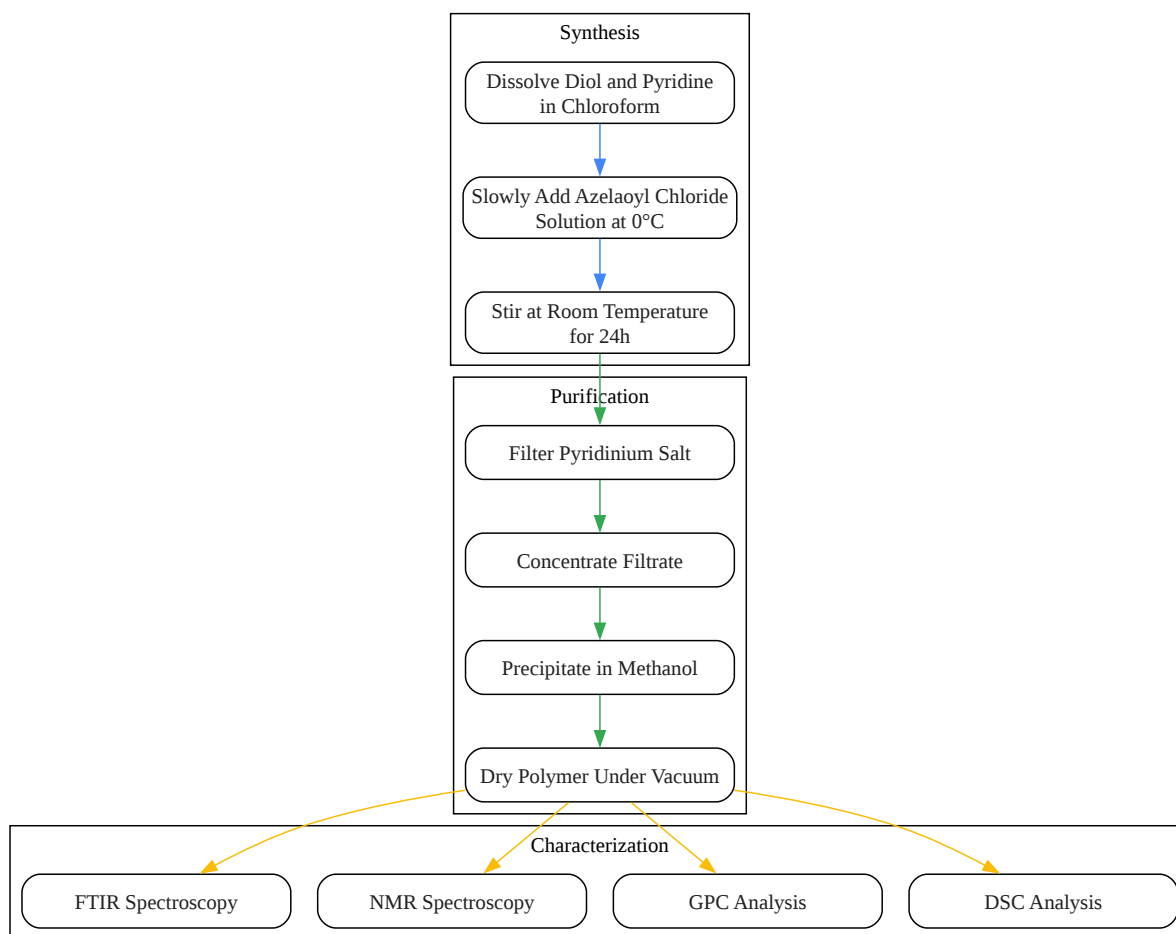 Synthesis
Dissolve Diol and Pyridine
in Chloroform
Slowly Add Azelaoyl Chloride
Solution at 0°C
Stir at Room Temperature
for 24h
Purification
Filter Pyridinium Salt
Concentrate Filtrate
Precipitate in Methanol
Dry Polymer Under Vacuum
Characterization
FTIR Spectroscopy
NMR Spectroscopy
GPC Analysis
DSC Analysis